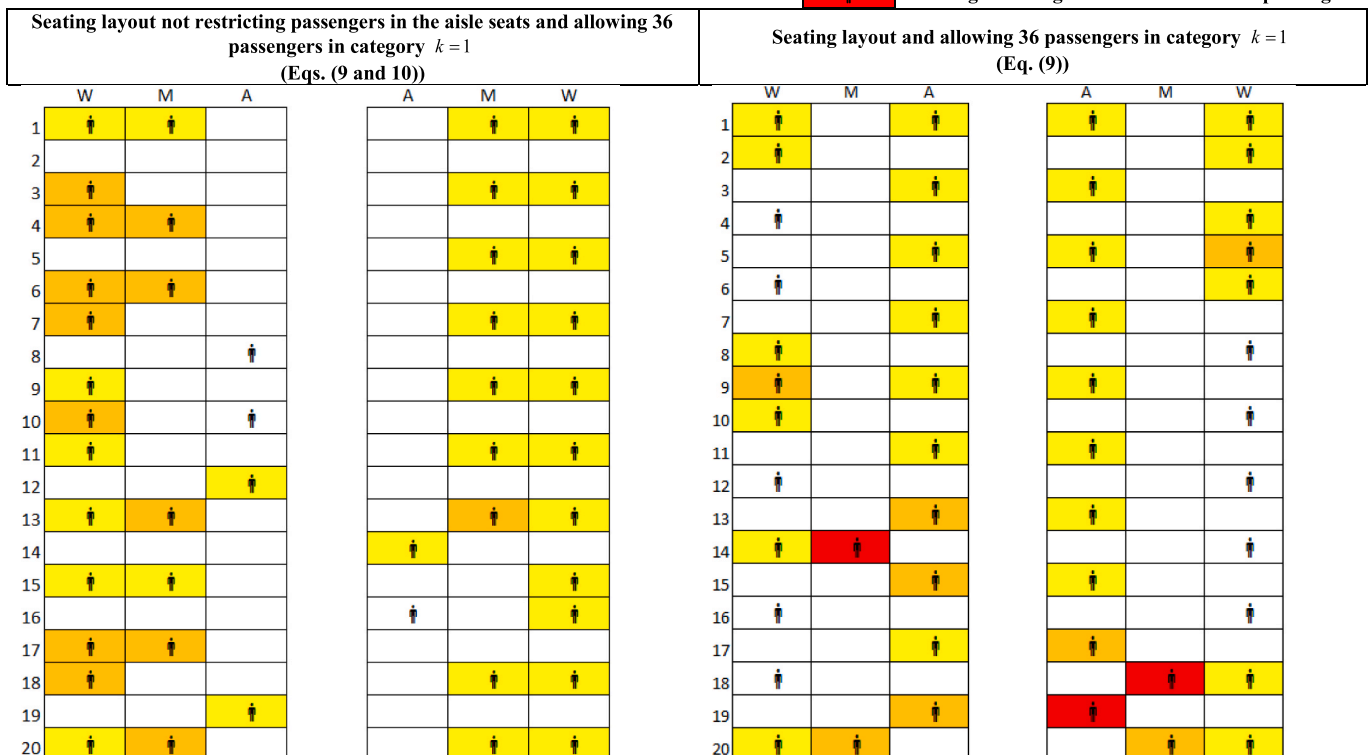 Seating layout not restricting passengers in the aisle seats and allowing 36
passengers in category k = 1
(Eqs. (9 and 10))
Seating layout and allowing 36 passengers in category k = 1
(Eq. (9))
W M A A M W
W M A A M W
1 1
2 2
3 3
4 4
5 5
6 6
7 7
8 8
9 9
10 10
11 11
12 12
13 13
14 14
15 15
16 16
17 17
18 18
19 19
20 20